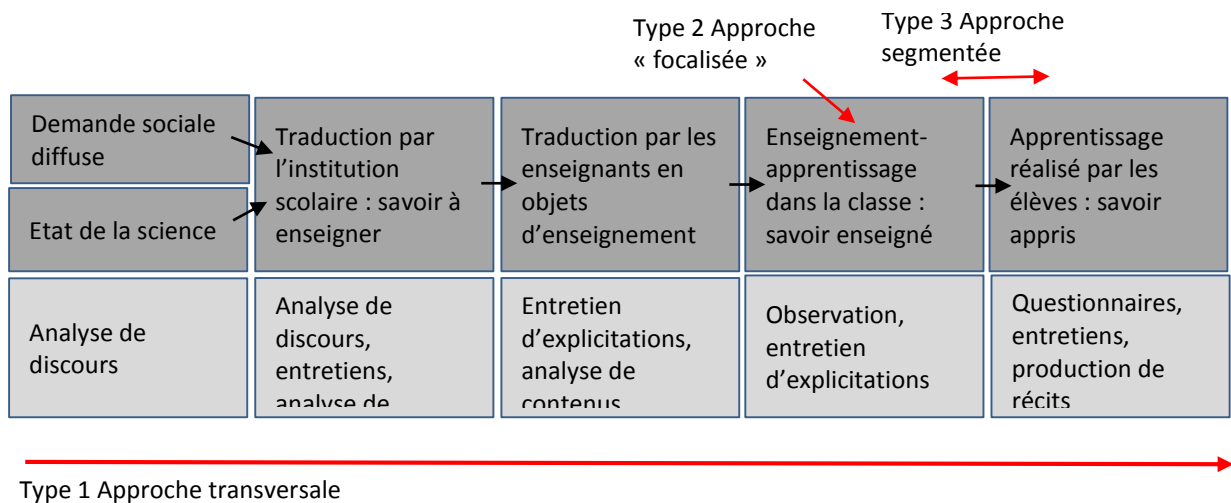 Type 2 Approche
« focalisée »
Type 3 Approche
segmentée
Demande sociale
diffuse
Etat de la science
Traduction par
l’institution
scolaire : savoir à
enseigner
Traduction par les
enseignants en
objets
d’enseignement
Enseignement-
apprentissage
dans la classe :
savoir enseigné
Apprentissage
réalisé par les
élèves : savoir
appris
Analyse de
discours
Analyse de
discours,
entretiens,
analyse de
Entretien
d’explicitations,
analyse de
contenus
Observation,
entretien
d’explicitations
Questionnaires,
entretiens,
production de
récits
Type 1 Approche transversale